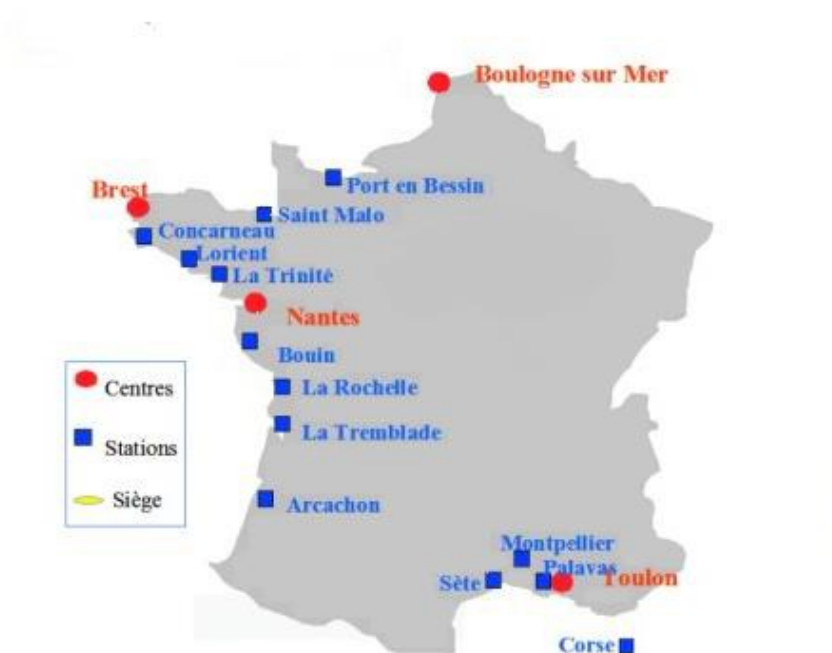 Boulogne sur Mer
Port en Bessin
Brest
Saint Malo
Concarneau
Lorient
La Trinité
Nantes
Bouin
La Rochelle
Centres
La Tremblade
Stations
Siège
Arcachon
Montpellier
Palavas
Toulon
Sète
Corse